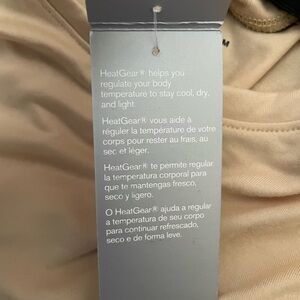 HeatGear® helps you
regulate your body
temperature to stay cool, dry,
and light.
HeatGear® vous aide à
réguler la température de votre
corps pour rester au frais, au
sec et léger.
HeatGear® te permite regular
la temperatura corporal para
que te mantengas fresco,
seco y ligero.
O HeatGear® ajuda a regular
a temperatura de seu corpo
para continuar refrescado,
seco e de forma leve.